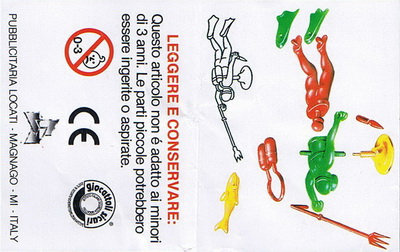 LEGGERE E CONSERVARE:
Questo articolo non é adatto ai minori
di 3 anni. Le parti piccole potrebbero
essere ingerite o aspirate.
0-3
CE
giocattoli sicuri
PUBBLICITARIA LOCATI - MAGNAGO - MI - ITALY